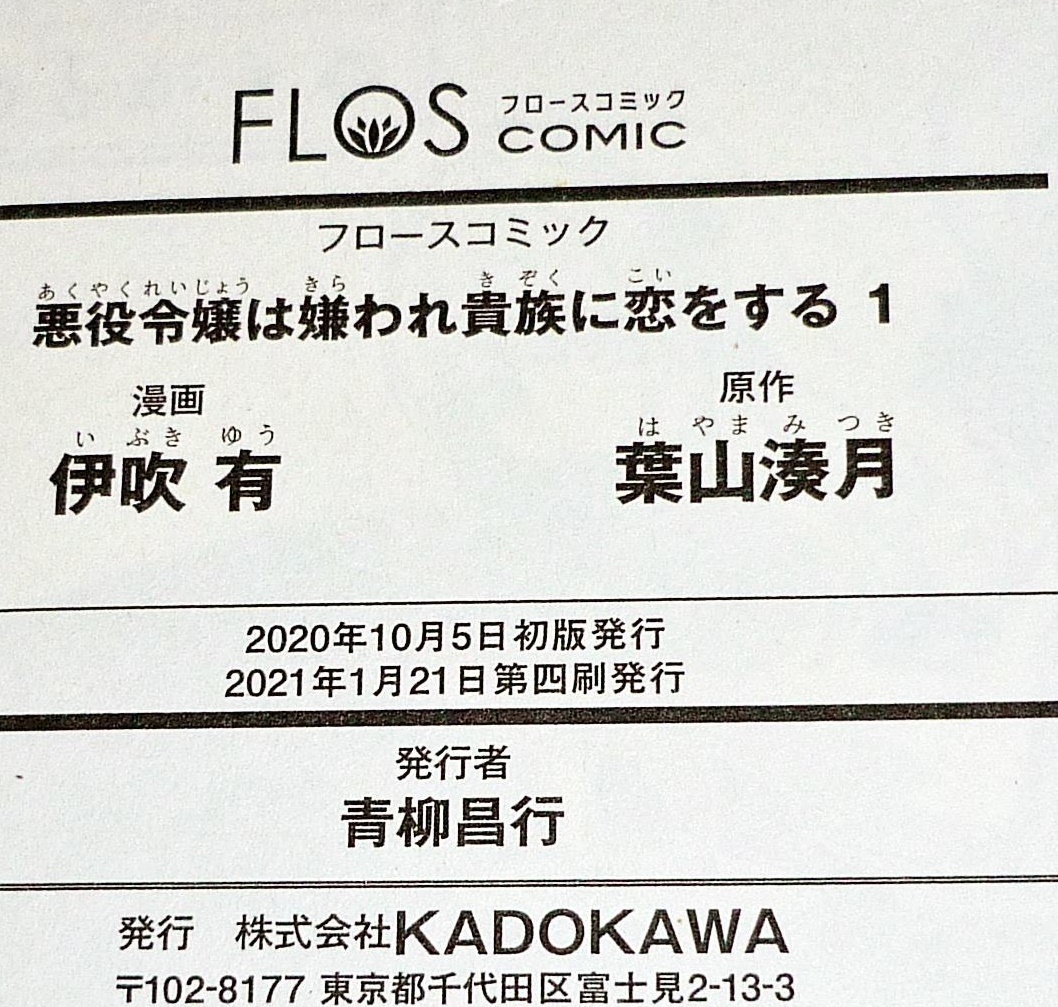 FLOS フロースコミック
COMIC
フロースコミック
あくやくれいじょう きら きぞく こい
悪役令嬢は嫌われ貴族に恋をする 1
漫画 原作
いぶき ゆう はやまみつき
伊吹 有 葉山湊月
2020年10月5日初版発行
2021年1月21日第四刷発行
発行者
青柳昌行
発行 株式会社KADOKAWA
〒102-8177 東京都千代田区富士見2-13-3